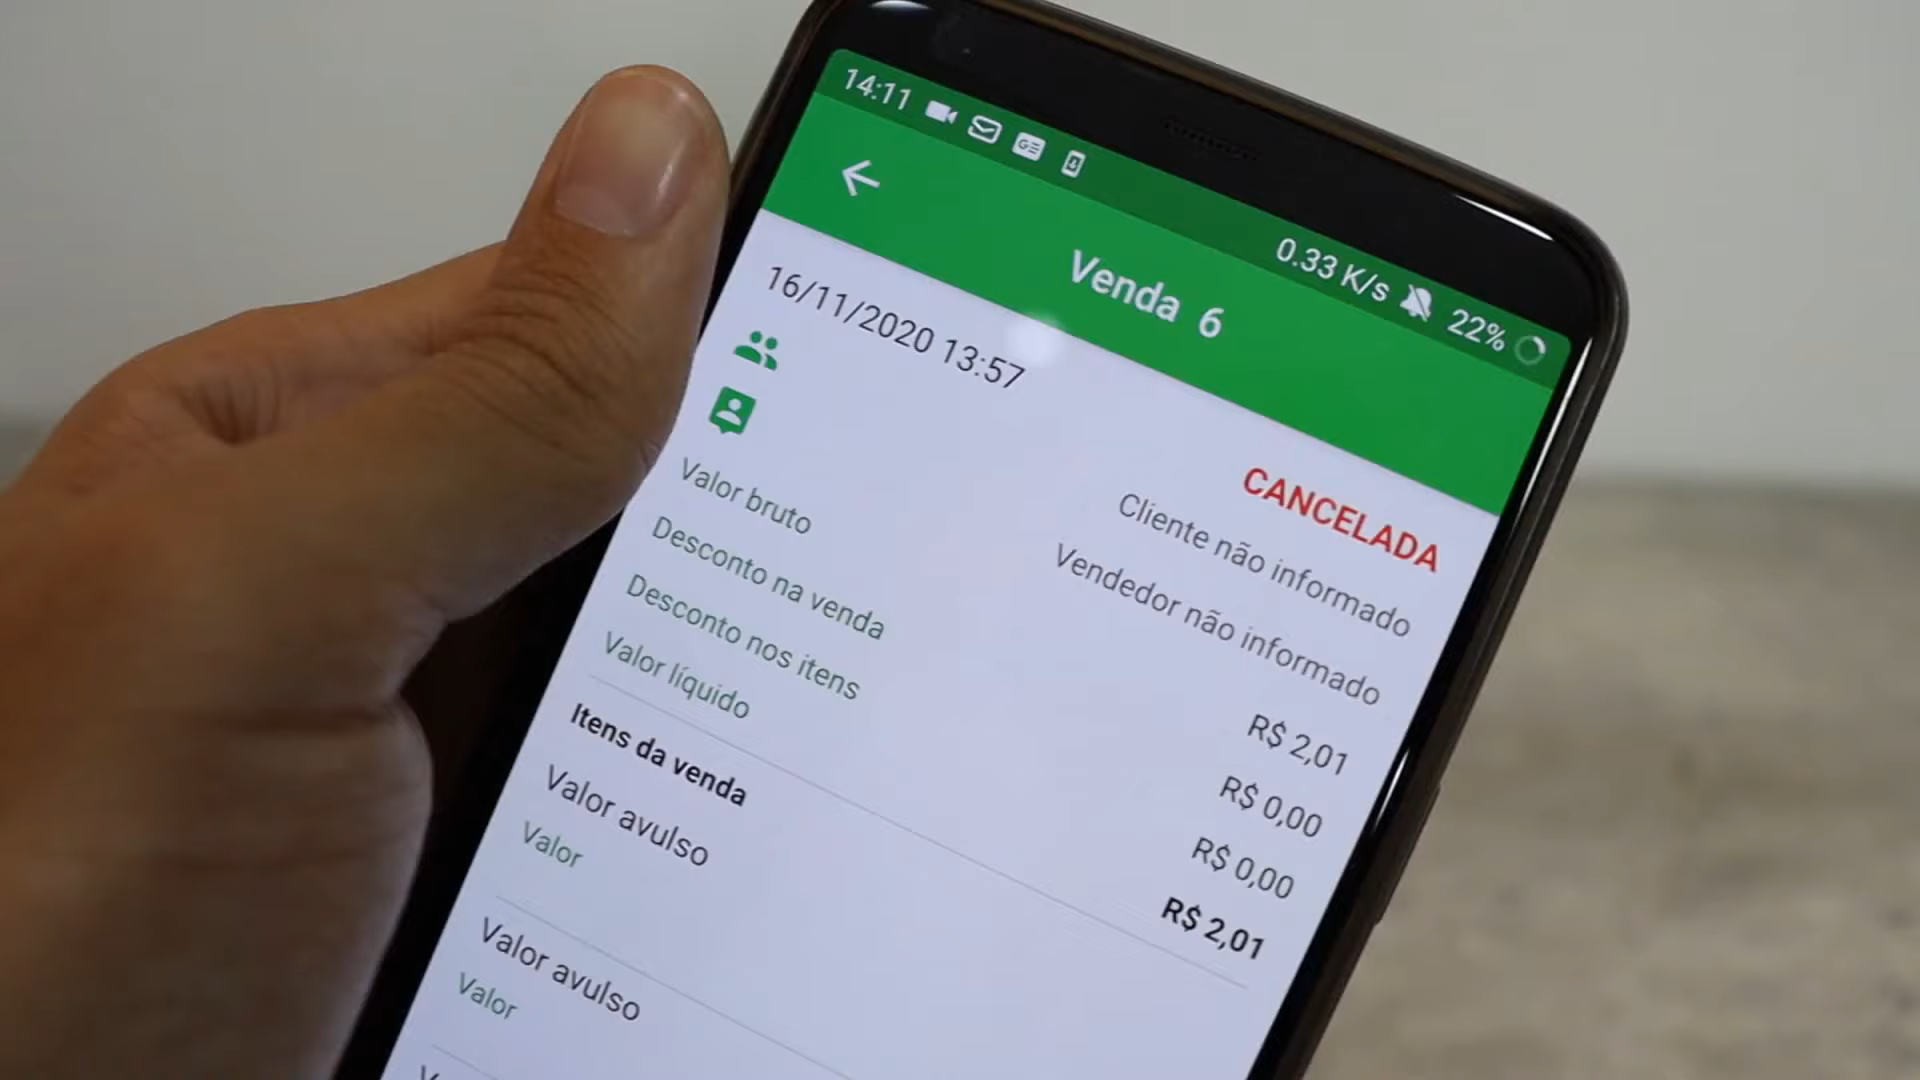 14:11
0.33 K/s 22%
Venda 6
16/11/2020 13:57
CANCELADA
Cliente não informado
Vendedor não informado
Valor bruto R$ 2,01
Desconto na venda R$ 0,00
Desconto nos itens R$ 0,00
Valor líquido R$ 2,01
Itens da venda
Valor avulso
Valor
Valor avulso
Valor